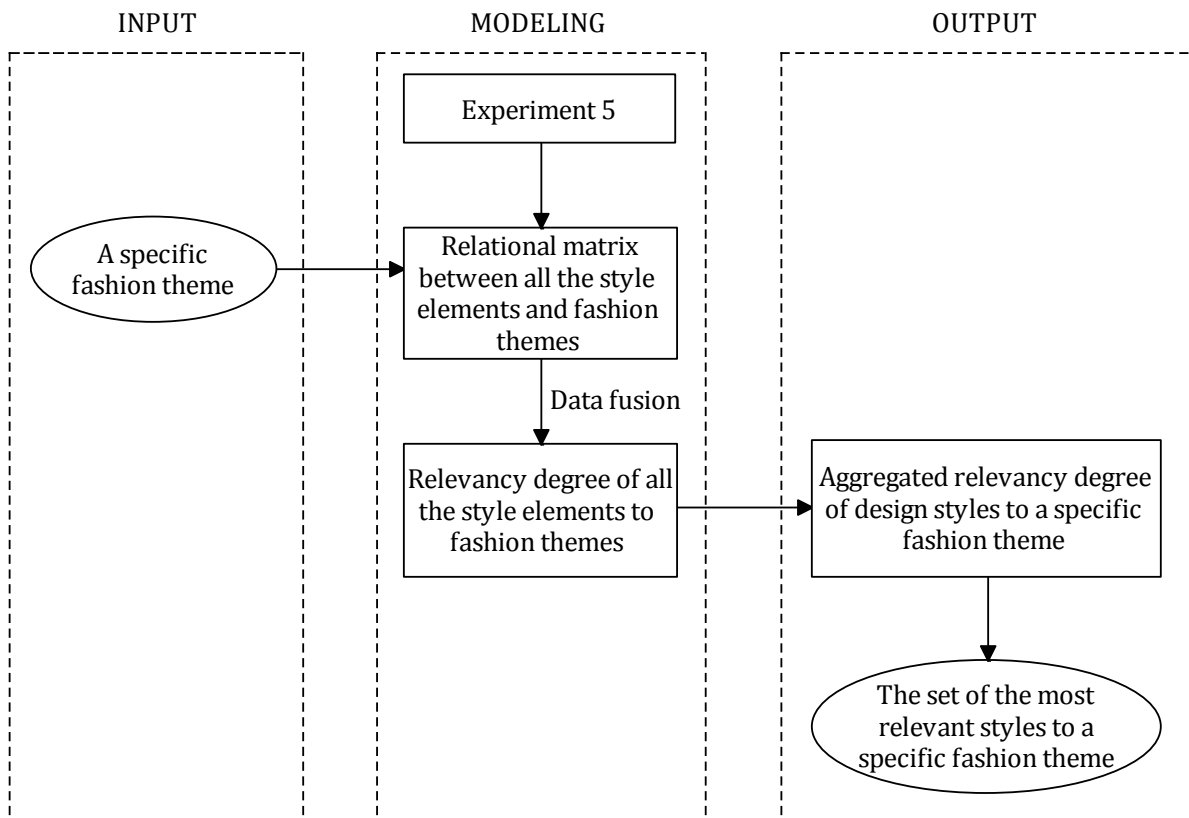 INPUT
MODELING
OUTPUT
Experiment 5
A specific
fashion theme
Relational matrix
between all the style
elements and fashion
themes
Data fusion
Relevancy degree of all
the style elements to
fashion themes
Aggregated relevancy degree
of design styles to a specific
fashion theme
The set of the most
relevant styles to a
specific fashion theme